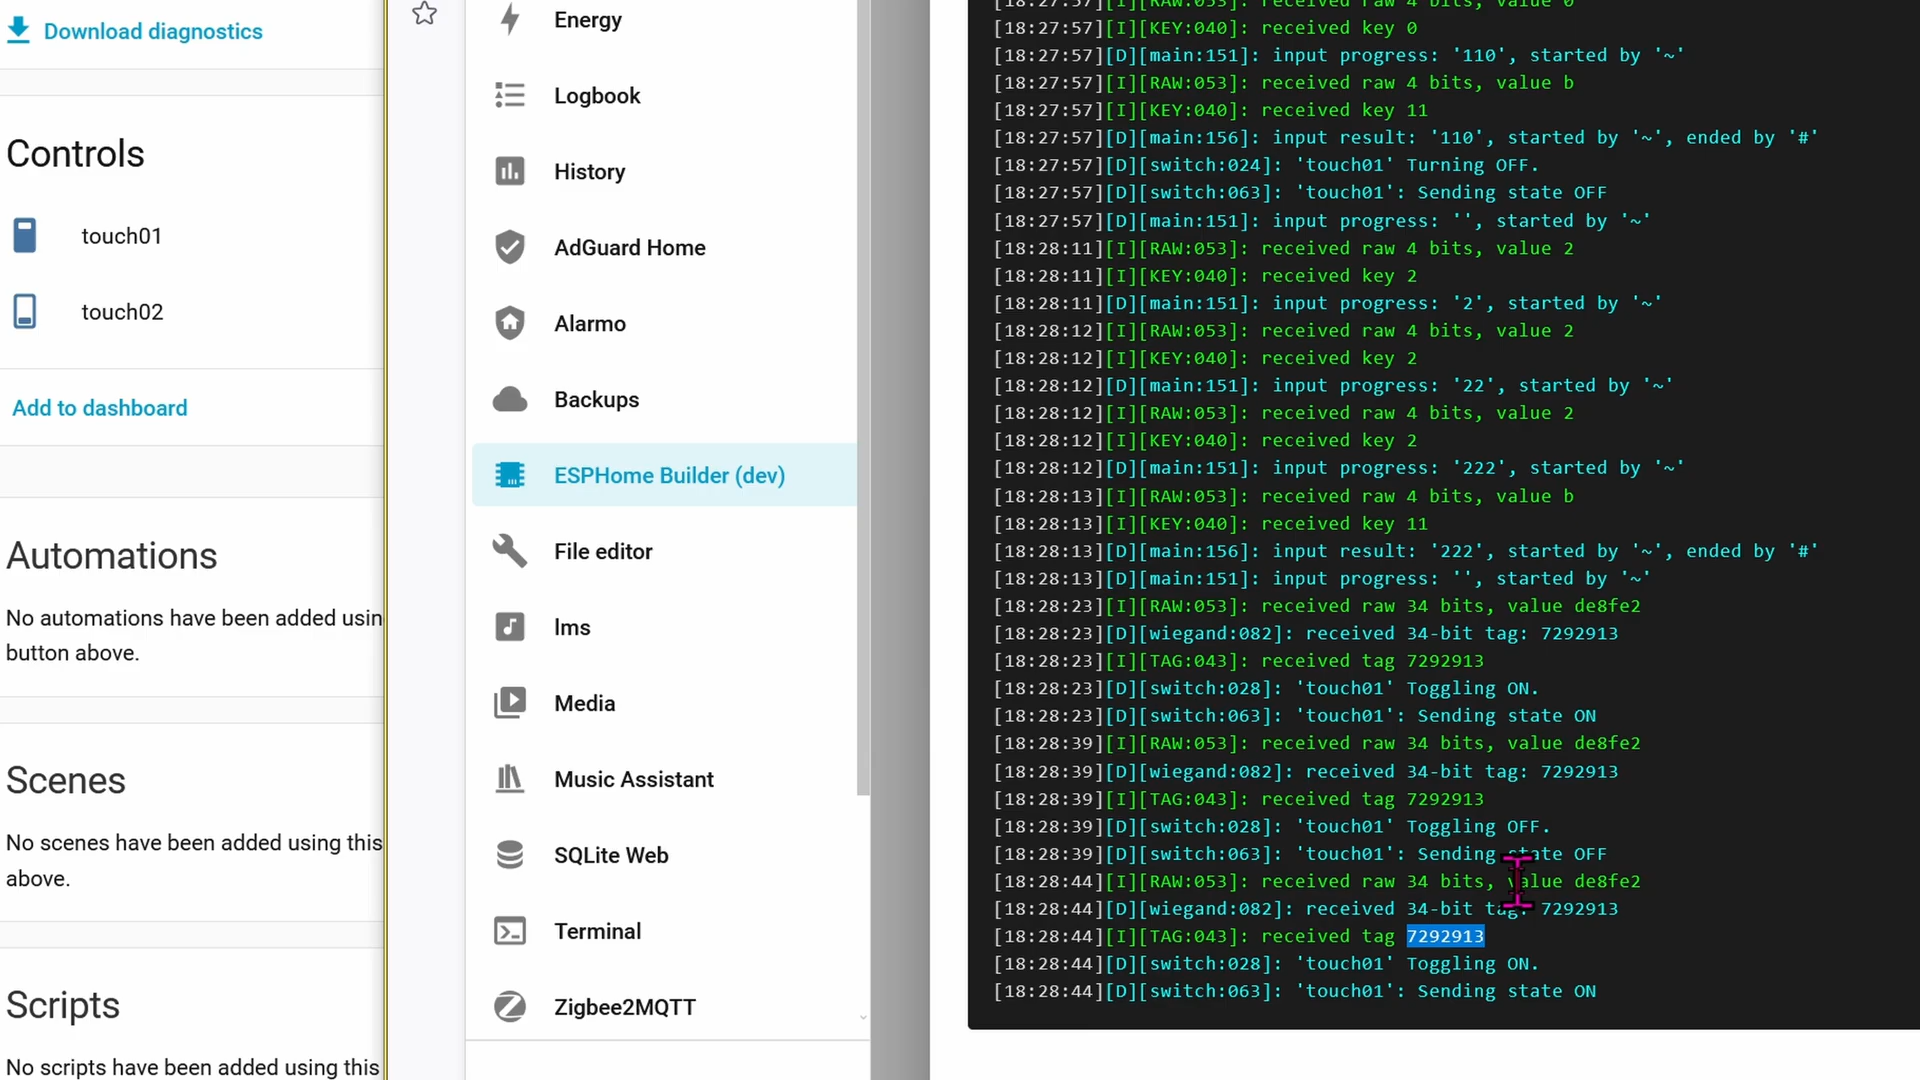 Download diagnostics
Controls
touch01
touch02
Add to dashboard
Automations
No automations have been added usin
button above.
Scenes
No scenes have been added using this
above.
Scripts
No scripts have been added using this
Energy
Logbook
History
AdGuard Home
Alarmo
Backups
ESPHome Builder (dev)
File editor
lms
Media
Music Assistant
SQLite Web
Terminal
Zigbee2MQTT
[18:27:57][I][RAW:053]: received raw 4 bits, value 0
[18:27:57][I][KEY:040]: received key 0
[18:27:57][D][main:151]: input progress: '110', started by '~'
[18:27:57][I][RAW:053]: received raw 4 bits, value b
[18:27:57][I][KEY:040]: received key 11
[18:27:57][D][main:156]: input result: '110', started by '~', ended by '#'
[18:27:57][D][switch:024]: 'touch01' Turning OFF.
[18:27:57][D][switch:063]: 'touch01': Sending state OFF
[18:27:57][D][main:151]: input progress: '', started by '~'
[18:28:11][I][RAW:053]: received raw 4 bits, value 2
[18:28:11][I][KEY:040]: received key 2
[18:28:11][D][main:151]: input progress: '2', started by '~'
[18:28:12][I][RAW:053]: received raw 4 bits, value 2
[18:28:12][I][KEY:040]: received key 2
[18:28:12][D][main:151]: input progress: '22', started by '~'
[18:28:12][I][RAW:053]: received raw 4 bits, value 2
[18:28:12][I][KEY:040]: received key 2
[18:28:12][D][main:151]: input progress: '222', started by '~'
[18:28:13][I][RAW:053]: received raw 4 bits, value b
[18:28:13][I][KEY:040]: received key 11
[18:28:13][D][main:156]: input result: '222', started by '~', ended by '#'
[18:28:13][D][main:151]: input progress: '', started by '~'
[18:28:23][I][RAW:053]: received raw 34 bits, value de8fe2
[18:28:23][D][wiegand:082]: received 34-bit tag: 7292913
[18:28:23][I][TAG:043]: received tag 7292913
[18:28:23][D][switch:028]: 'touch01' Toggling ON.
[18:28:23][D][switch:063]: 'touch01': Sending state ON
[18:28:39][I][RAW:053]: received raw 34 bits, value de8fe2
[18:28:39][D][wiegand:082]: received 34-bit tag: 7292913
[18:28:39][I][TAG:043]: received tag 7292913
[18:28:39][D][switch:028]: 'touch01' Toggling OFF.
[18:28:39][D][switch:063]: 'touch01': Sending state OFF
[18:28:44][I][RAW:053]: received raw 34 bits, value de8fe2
[18:28:44][D][wiegand:082]: received 34-bit tag: 7292913
[18:28:44][I][TAG:043]: received tag 7292913
[18:28:44][D][switch:028]: 'touch01' Toggling ON.
[18:28:44][D][switch:063]: 'touch01': Sending state ON